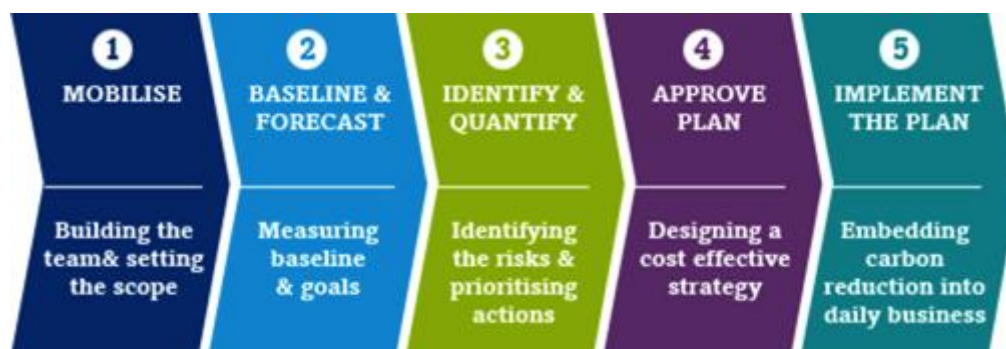 1
MOBILISE
Building the
team& setting
the scope
2
BASELINE &
FORECAST
Measuring
baseline
& goals
3
IDENTIFY &
QUANTIFY
Identifying
the risks &
prioritising
actions
4
APPROVE
PLAN
Designing a
cost effective
strategy
5
IMPLEMENT
THE PLAN
Embedding
carbon
reduction into
daily business